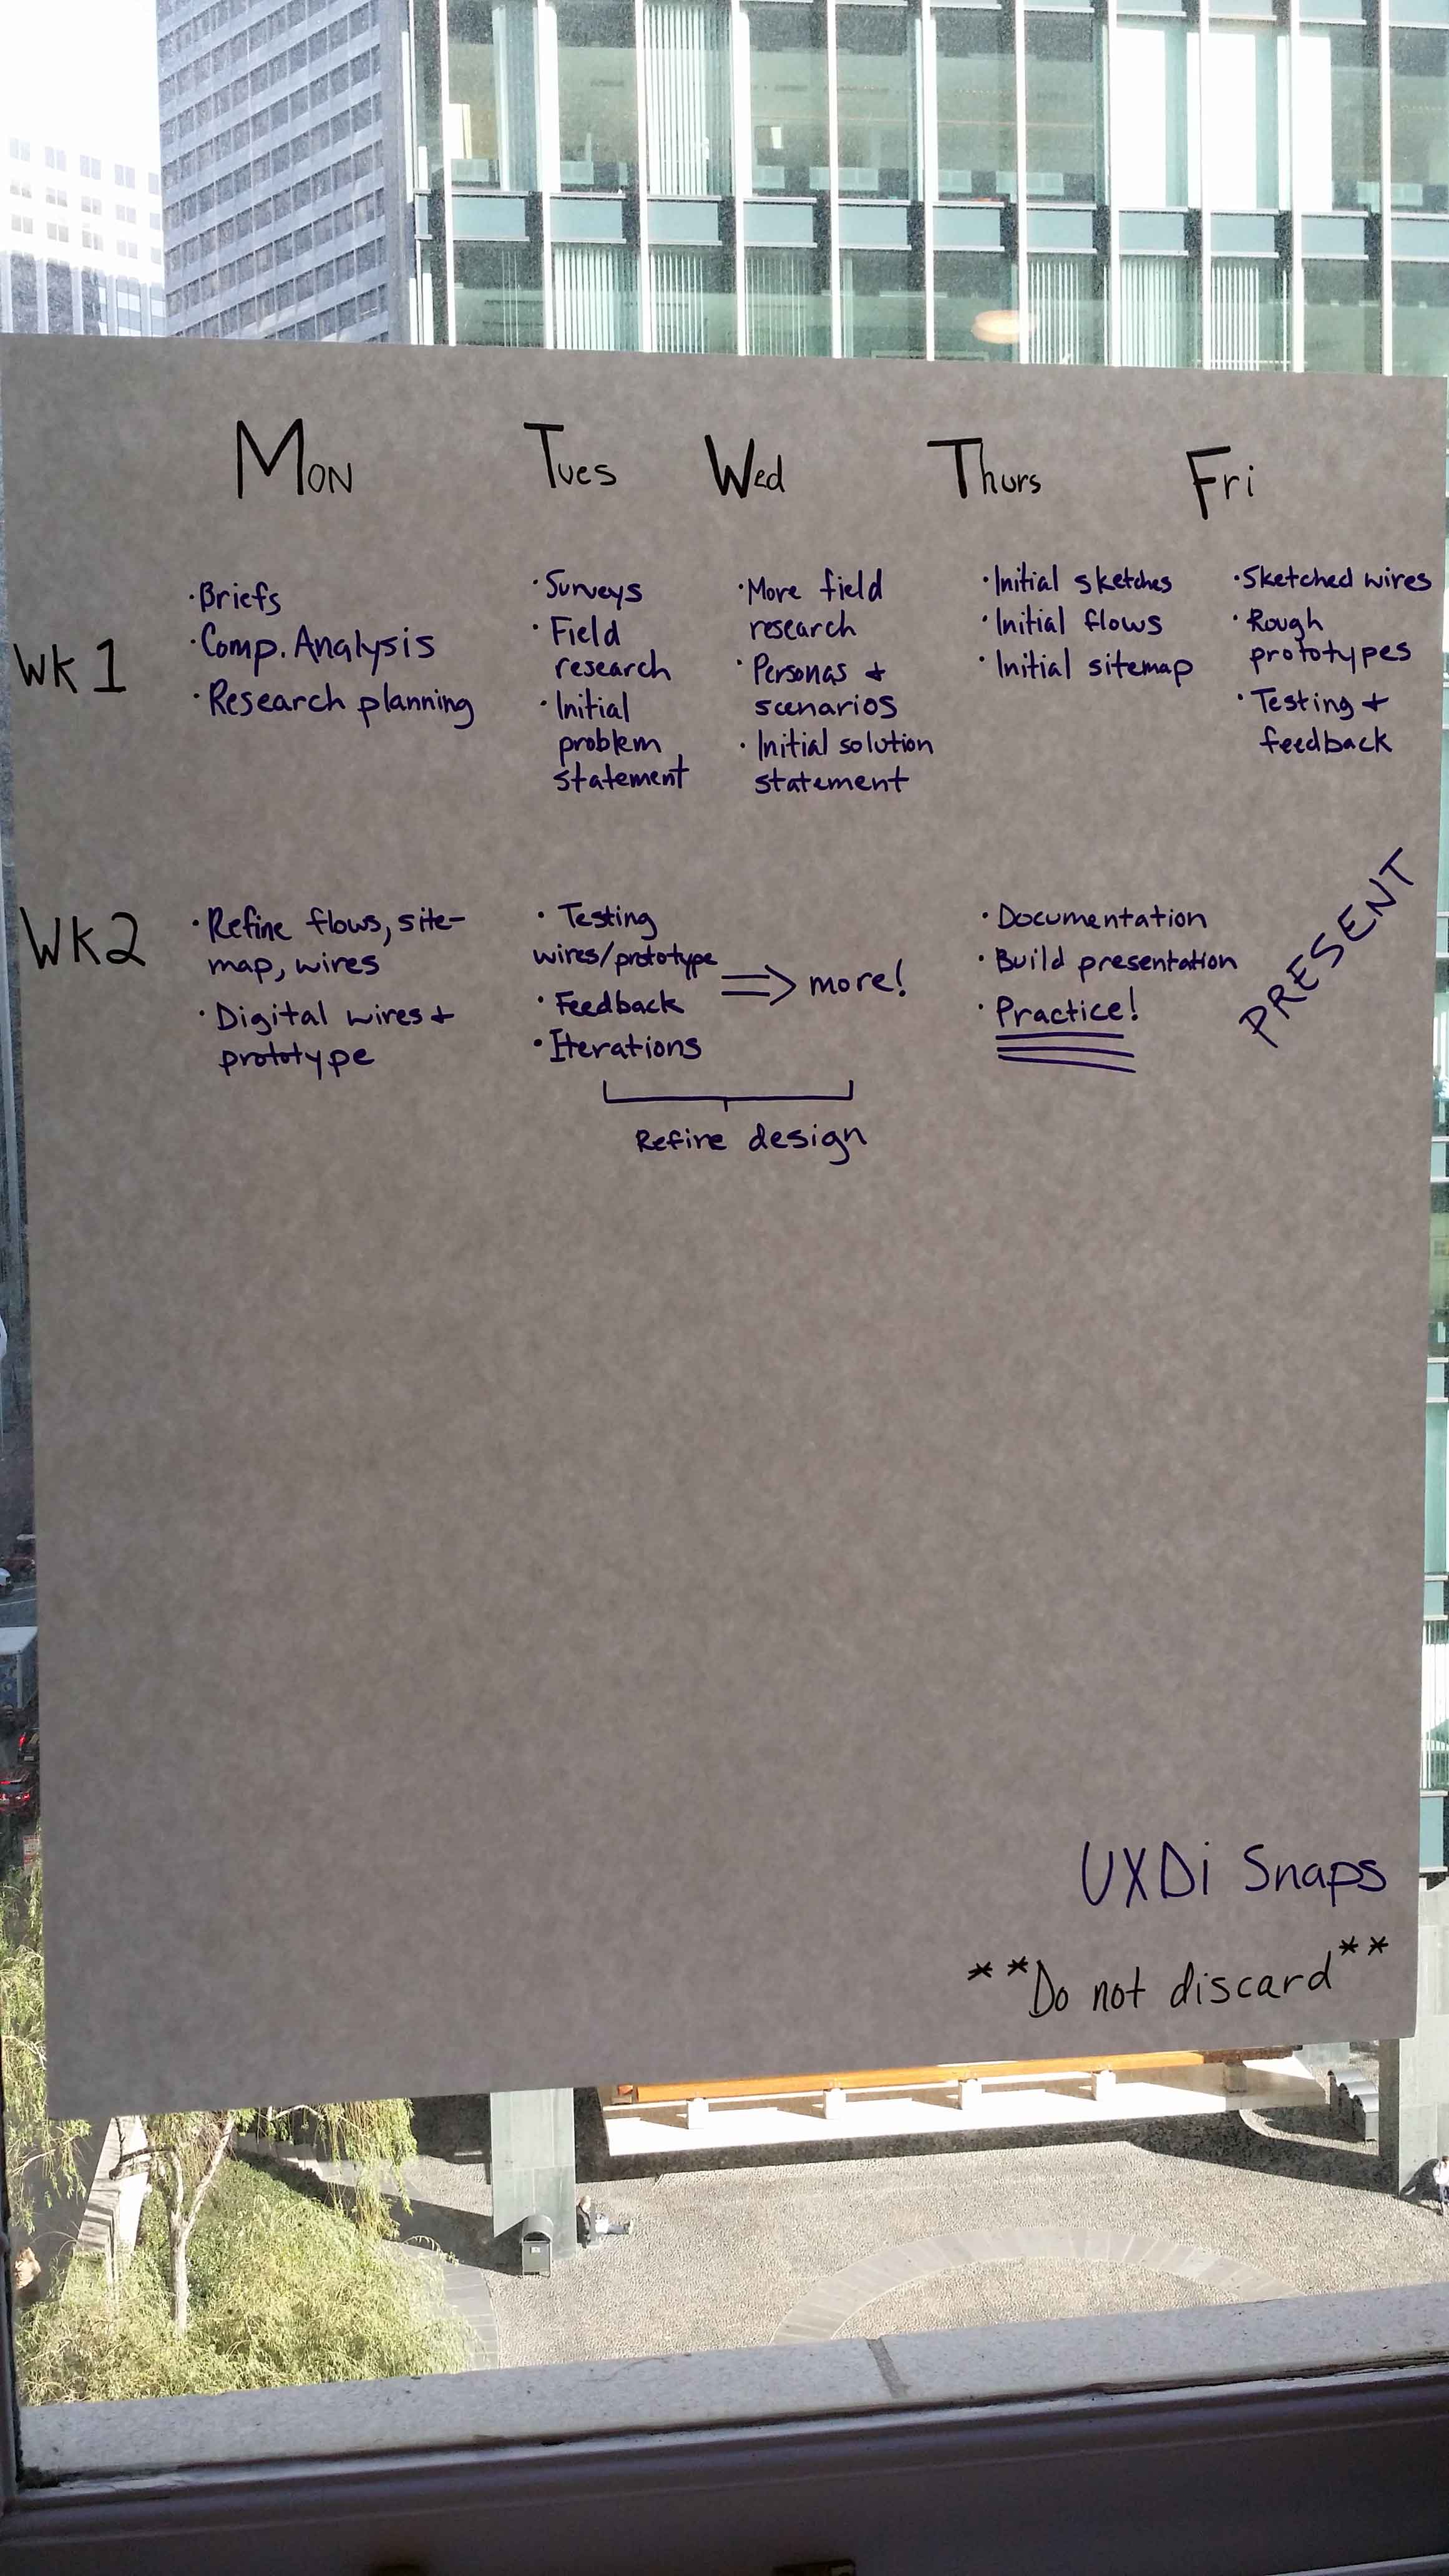 Mon Tues Wed Thurs Fri
Wk 1
·Briefs
·Comp. Analysis
·Research planning
·Surveys
·Field
research
·Initial
problem
statement
·More field
research
·Personas +
scenarios
·Initial solution
statement
·Initial sketches
·Initial flows
·Initial sitemap
·Sketched wires
·Rough
prototypes
·Testing +
feedback
Wk2
·Refine flows, site-
map, wires
·Digital wires +
prototype
·Testing
wires/prototype
·Feedback
·Iterations
⇒ more!
Refine design
·Documentation
·Build presentation
·Practice!
PRESENT
UXDi Snaps
**Do not discard**